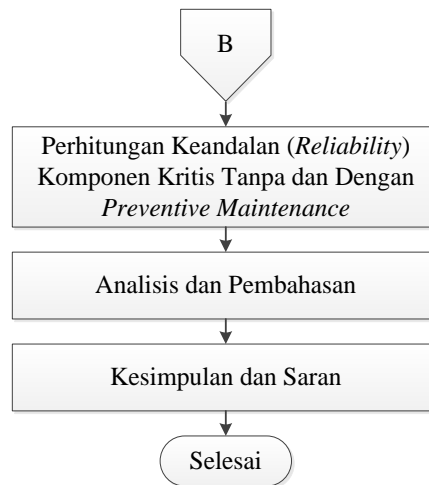 B
Perhitungan Keandalan (Reliability)
Komponen Kritis Tanpa dan Dengan
Preventive Maintenance
Analisis dan Pembahasan
Kesimpulan dan Saran
Selesai